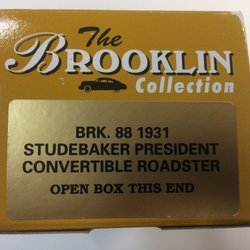 The
BROOKLIN
Collection
BRK. 88 1931
STUDEBAKER PRESIDENT
CONVERTIBLE ROADSTER
OPEN BOX THIS END